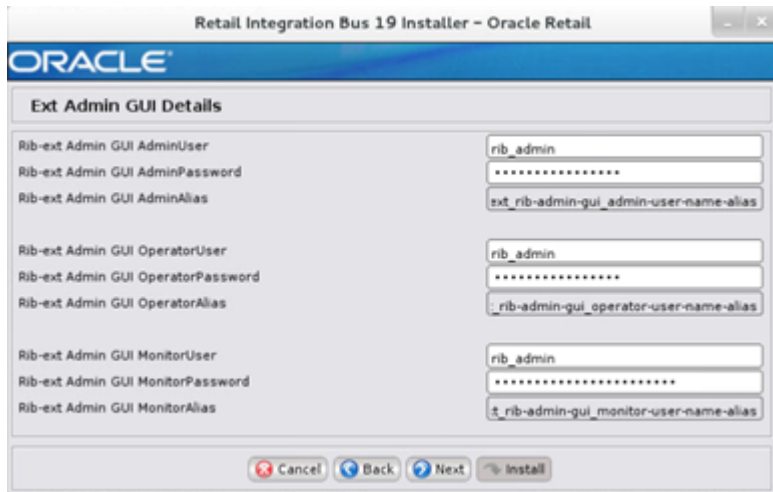 Retail Integration Bus 19 Installer – Oracle Retail
ORACLE
Ext Admin GUI Details
Rib-ext Admin GUI AdminUser rib_admin
Rib-ext Admin GUI AdminPassword ••••••••••••••••
Rib-ext Admin GUI AdminAlias ext_rib-admin-gui_admin-user-name-alias
Rib-ext Admin GUI OperatorUser rib_admin
Rib-ext Admin GUI OperatorPassword ••••••••••••••••
Rib-ext Admin GUI OperatorAlias :_rib-admin-gui_operator-user-name-alias
Rib-ext Admin GUI MonitorUser rib_admin
Rib-ext Admin GUI MonitorPassword •••••••••••••••••••••••
Rib-ext Admin GUI MonitorAlias t_rib-admin-gui_monitor-user-name-alias
Cancel Back Next Install